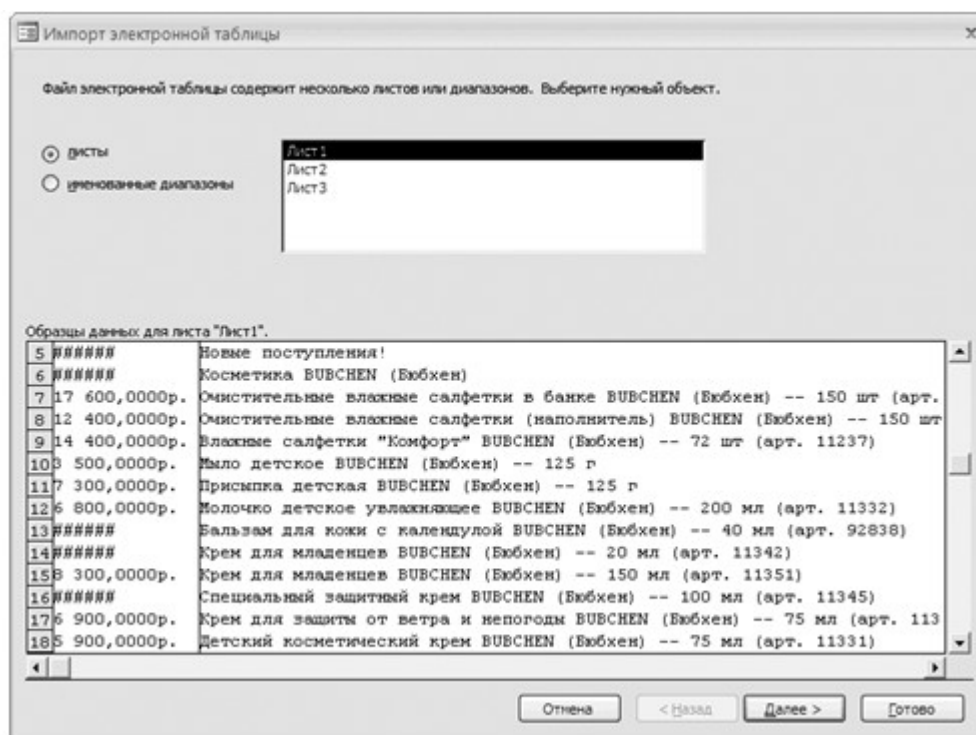 Импорт электронной таблицы
Файл электронной таблицы содержит несколько листов или диапазонов. Выберите нужный объект.
листы
именованные диапазоны
Лист1
Лист2
Лист3
Образцы данных для листа "Лист1".
5 ###### Новые поступления!
6 ###### Косметика BUBCHEN (Бюбхен)
7 17 600,0000р. Очистительные влажные салфетки в банке BUBCHEN (Бюбхен) -- 150 шт (арт.
8 12 400,0000р. Очистительные влажные салфетки (наполнитель) BUBCHEN (Бюбхен) -- 150 шт
9 14 400,0000р. Влажные салфетки "Комфорт" BUBCHEN (Бюбхен) -- 72 шт (арт. 11237)
10 3 500,0000р. Мыло детское BUBCHEN (Бюбхен) -- 125 г
11 7 300,0000р. Присыпка детская BUBCHEN (Бюбхен) -- 125 г
12 6 800,0000р. Молочко детское увлажняющее BUBCHEN (Бюбхен) -- 200 мл (арт. 11332)
13 ###### Бальзам для кожи с календулой BUBCHEN (Бюбхен) -- 40 мл (арт. 92838)
14 ###### Крем для младенцев BUBCHEN (Бюбхен) -- 20 мл (арт. 11342)
15 8 300,0000р. Крем для младенцев BUBCHEN (Бюбхен) -- 150 мл (арт. 11351)
16 ###### Специальный защитный крем BUBCHEN (Бюбхен) -- 100 мл (арт. 11345)
17 6 900,0000р. Крем для защиты от ветра и непогоды BUBCHEN (Бюбхен) -- 75 мл (арт. 113
18 5 900,0000р. Детский косметический крем BUBCHEN (Бюбхен) -- 75 мл (арт. 11331)
Отмена < Назад Далее > Готово